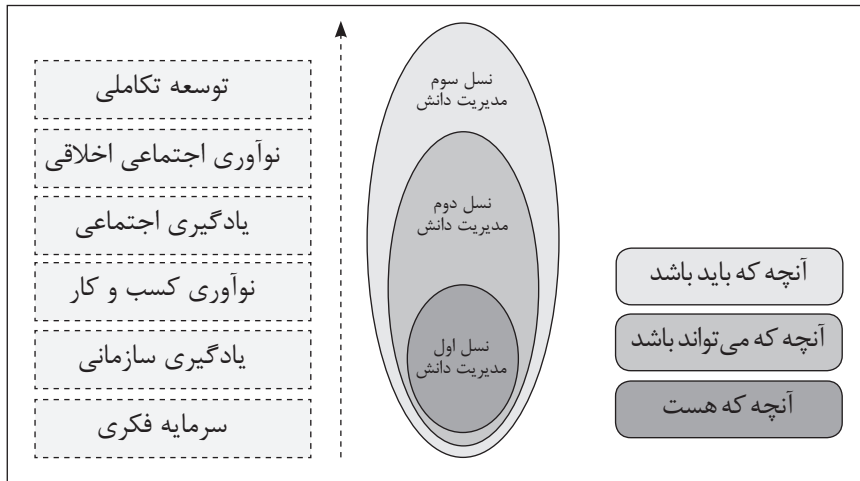 نسل سوم
مدیریت دانش
نسل دوم
مدیریت دانش
نسل اول
مدیریت دانش
آنچه که باید باشد
آنچه که می‌تواند باشد
آنچه که هست
توسعه تکاملی
نوآوری اجتماعی اخلاقی
یادگیری اجتماعی
نوآوری کسب و کار
یادگیری سازمانی
سرمایه فکری